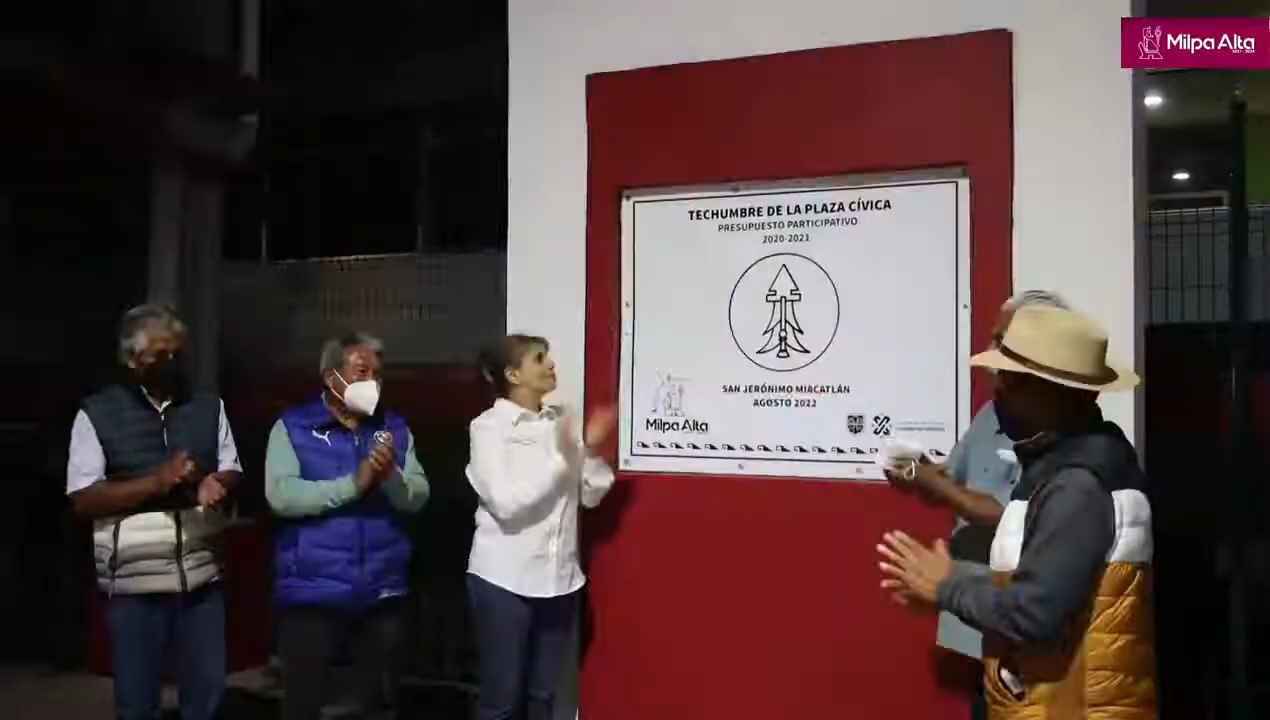 Milpa Alta
TECHUMBRE DE LA PLAZA CÍVICA
PRESUPUESTO PARTICIPATIVO
2020-2021
SAN JERÓNIMO MIACATLÁN
AGOSTO 2022
Milpa Alta